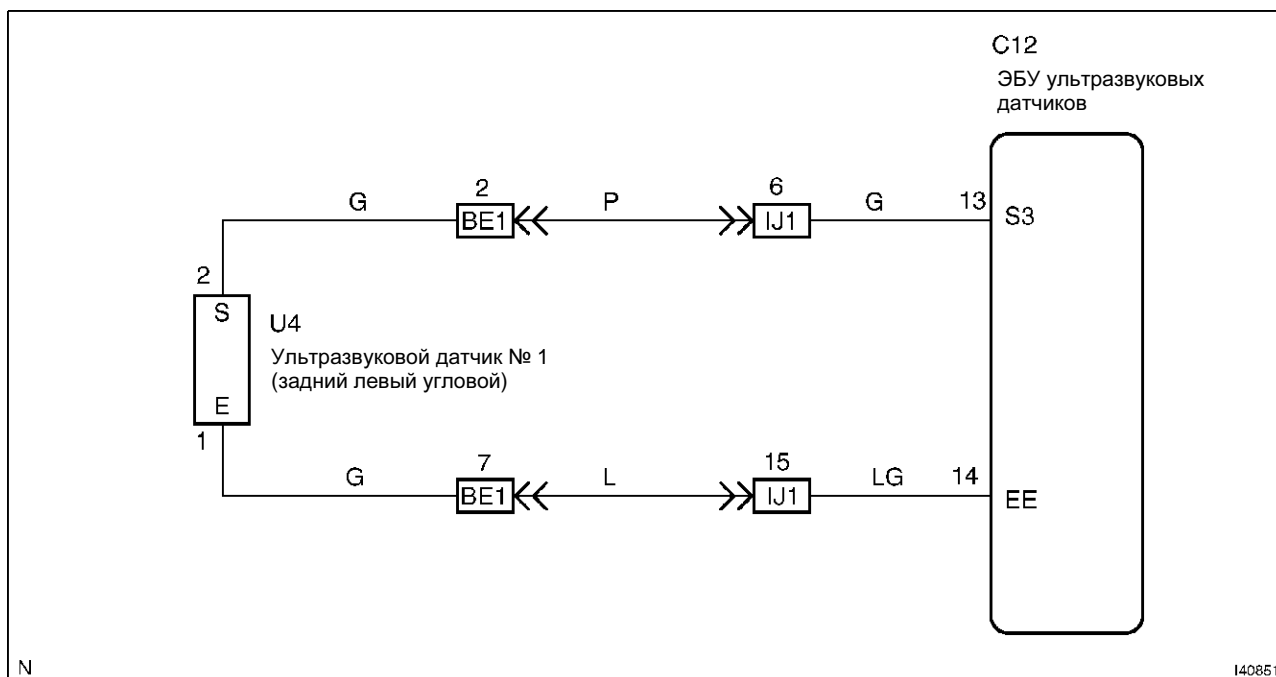 C12
ЭБУ ультразвуковых
датчиков
G 2 P 6 G 13
BE1 IJ1 S3
2
S
U4
Ультразвуковой датчик № 1
(задний левый угловой)
E
1
G 7 L 15 LG 14
BE1 IJ1 EE
N
I40851